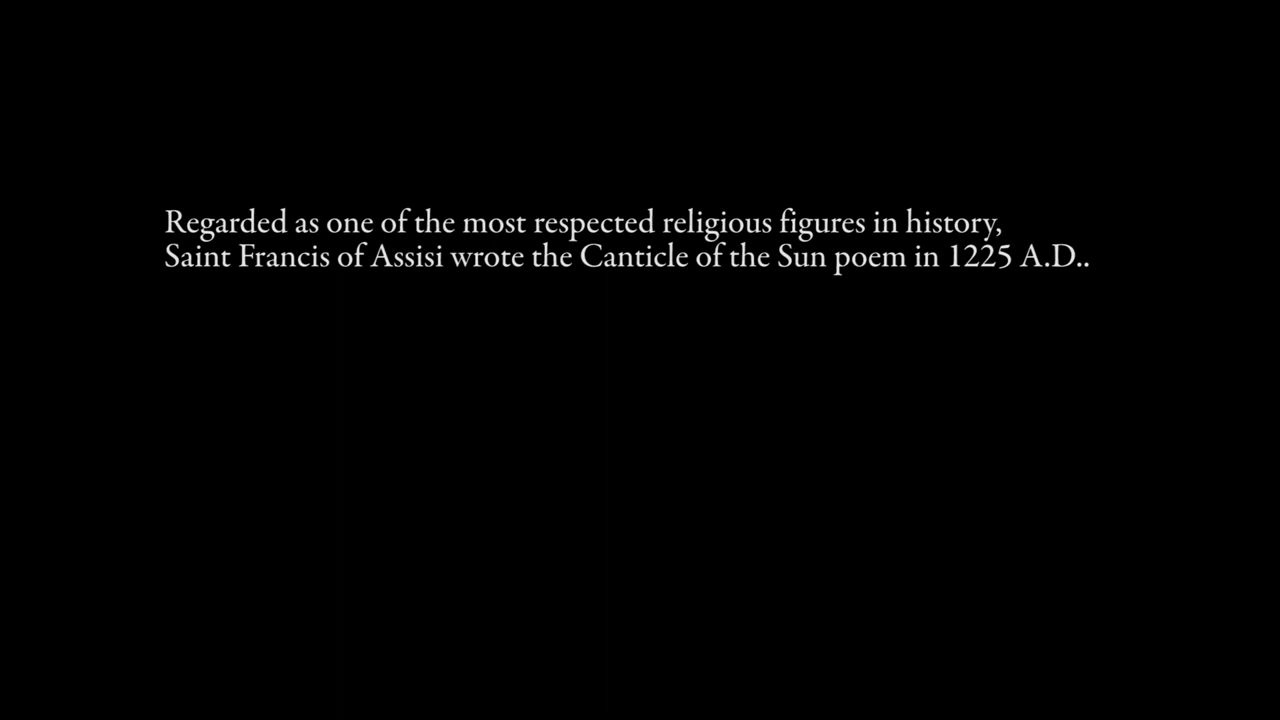 Regarded as one of the most respected religious figures in history,
Saint Francis of Assisi wrote the Canticle of the Sun poem in 1225 A.D..